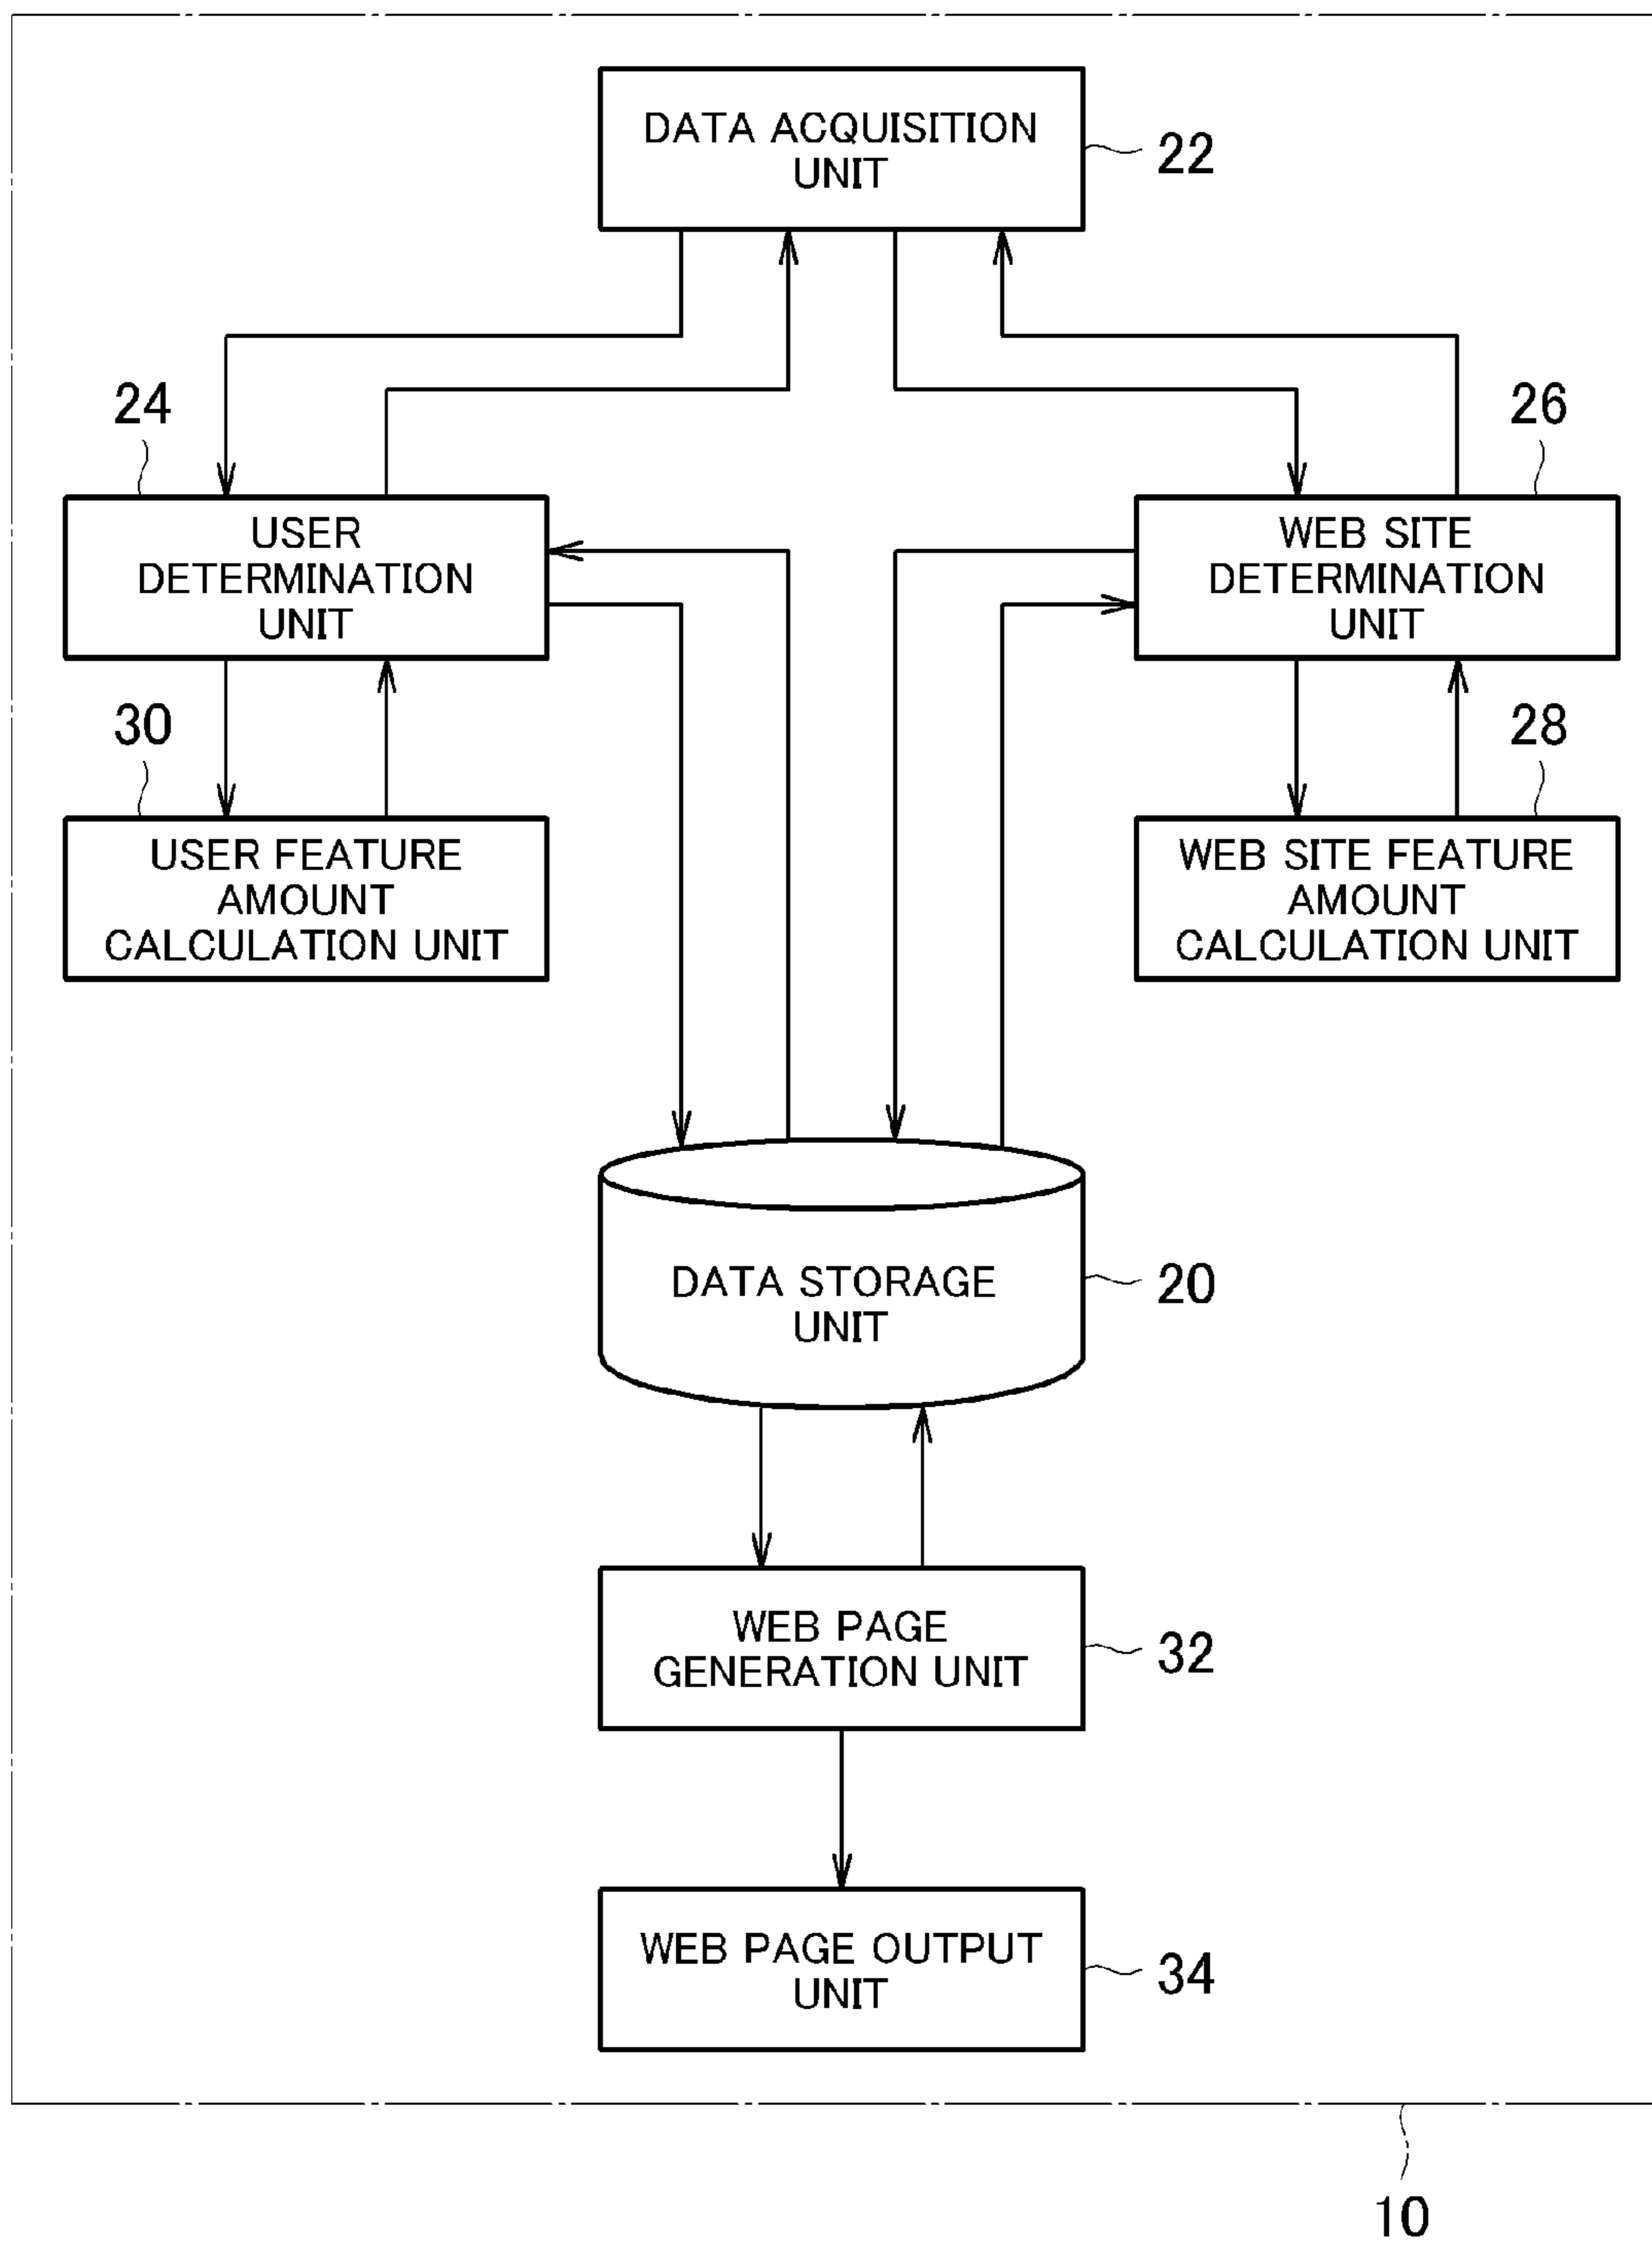 DATA ACQUISITION
UNIT
22
24
USER
DETERMINATION
UNIT
26
WEB SITE
DETERMINATION
UNIT
30
USER FEATURE
AMOUNT
CALCULATION UNIT
28
WEB SITE FEATURE
AMOUNT
CALCULATION UNIT
DATA STORAGE
UNIT
20
WEB PAGE
GENERATION UNIT
32
WEB PAGE OUTPUT
UNIT
34
10